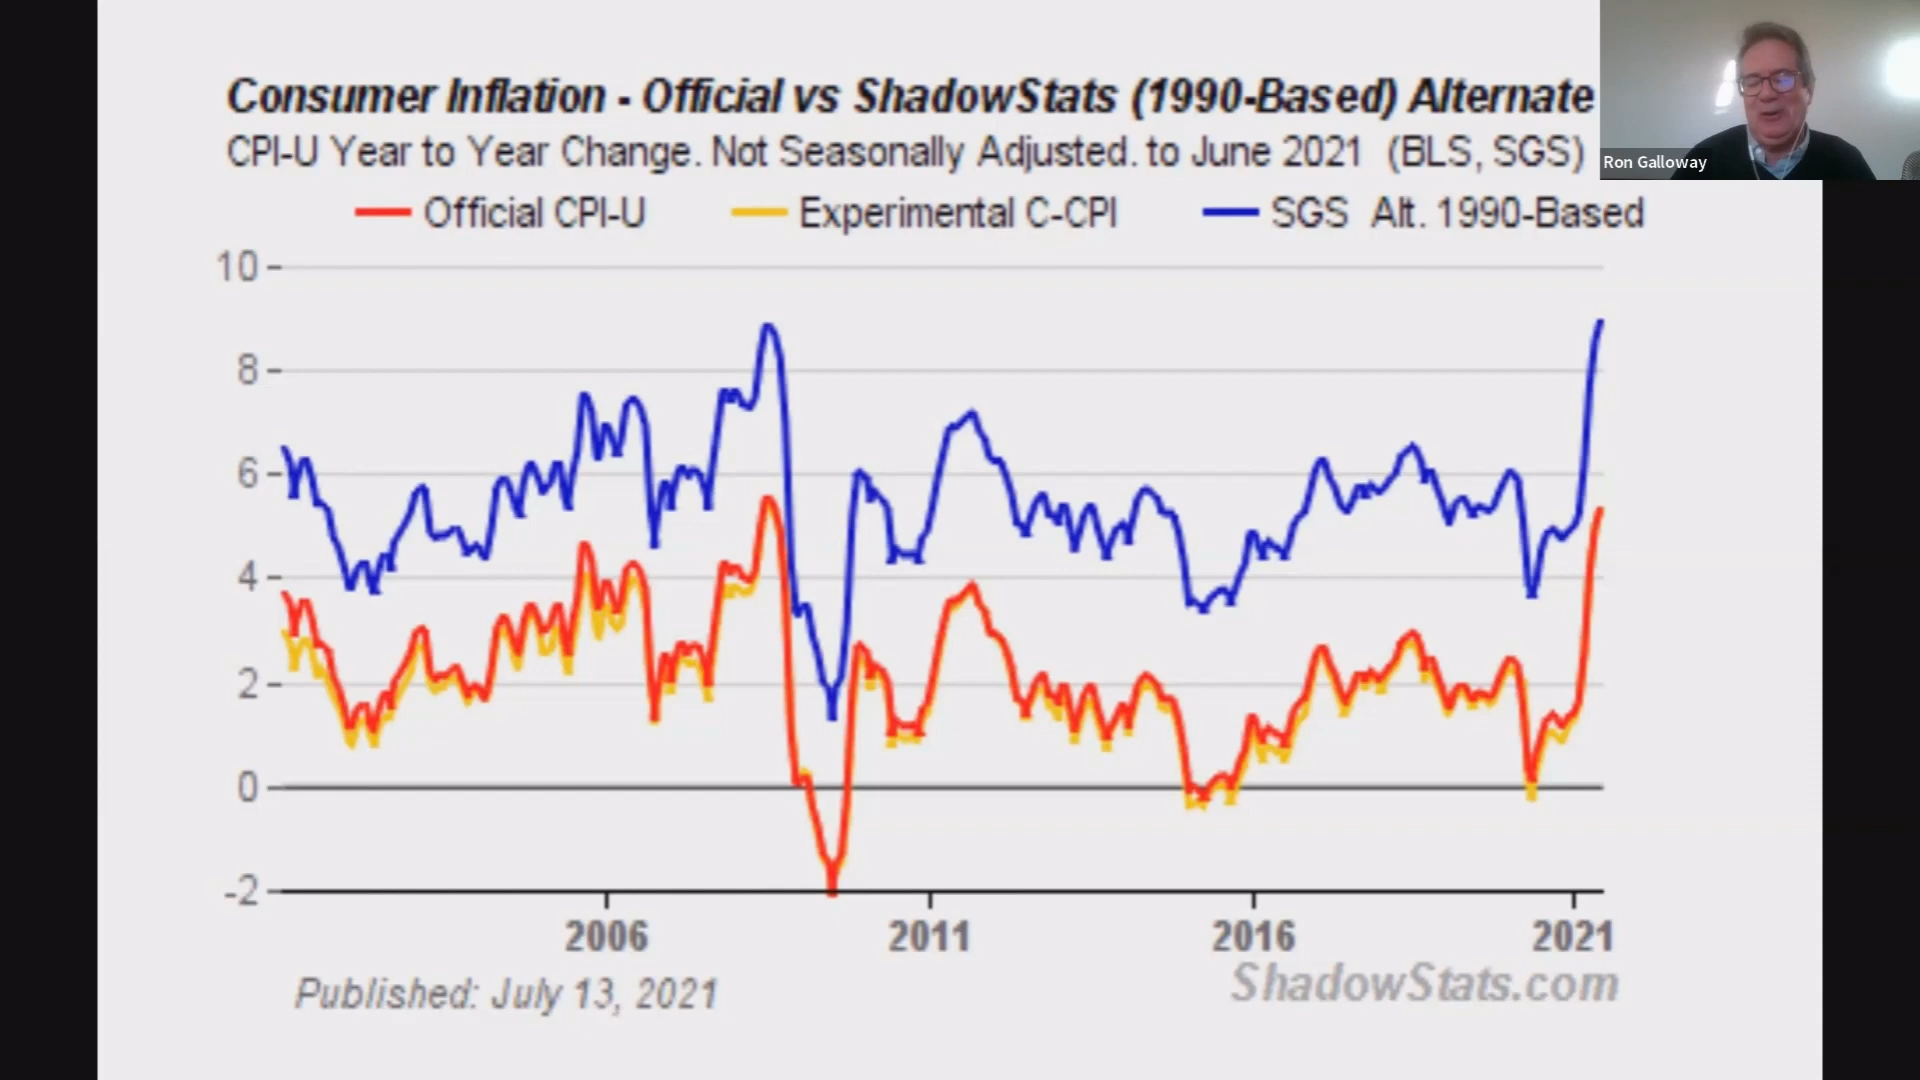 Consumer Inflation - Official vs ShadowStats (1990-Based) Alternate
CPI-U Year to Year Change. Not Seasonally Adjusted. to June 2021 (BLS, SGS)
Ron Galloway
Official CPI-U Experimental C-CPI SGS Alt. 1990-Based
10
8
6
4
2
0
-2
2006 2011 2016 2021
Published: July 13, 2021
ShadowStats.com